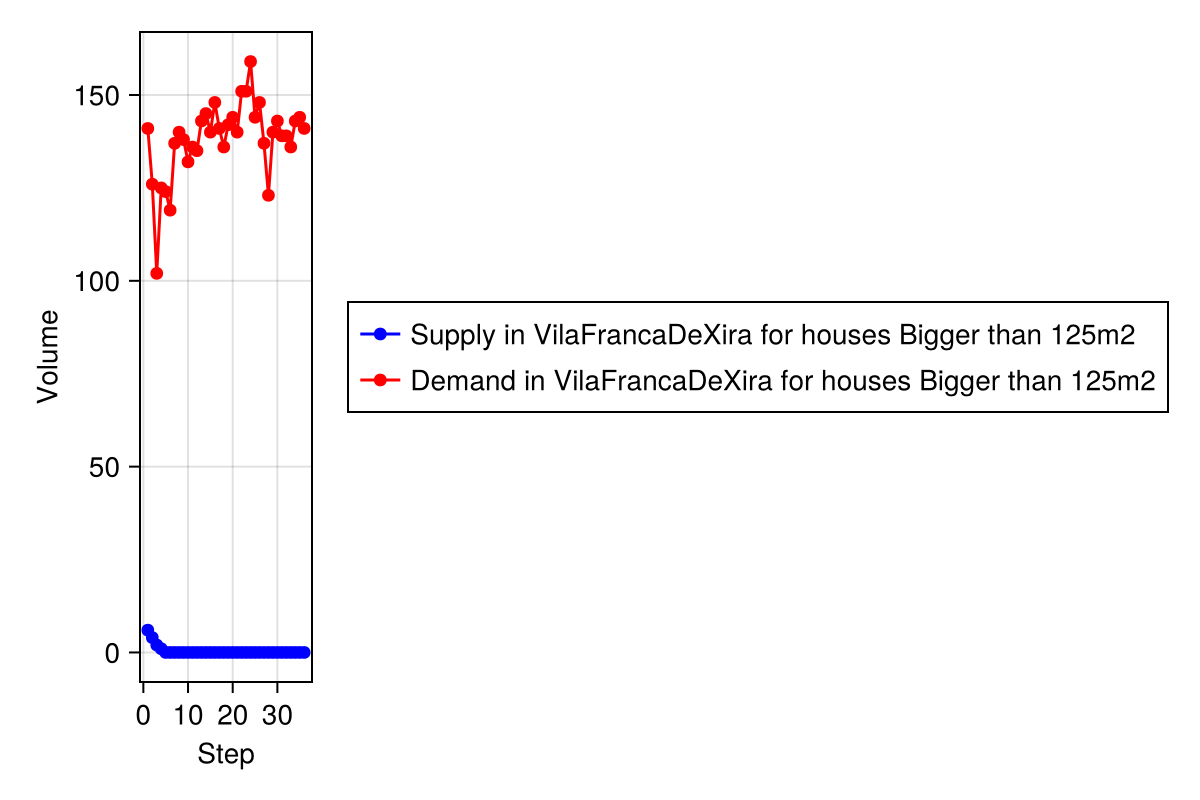 Volume
150
100
50
0
0 10 20 30
Step
Supply in VilaFrancaDeXira for houses Bigger than 125m2
Demand in VilaFrancaDeXira for houses Bigger than 125m2